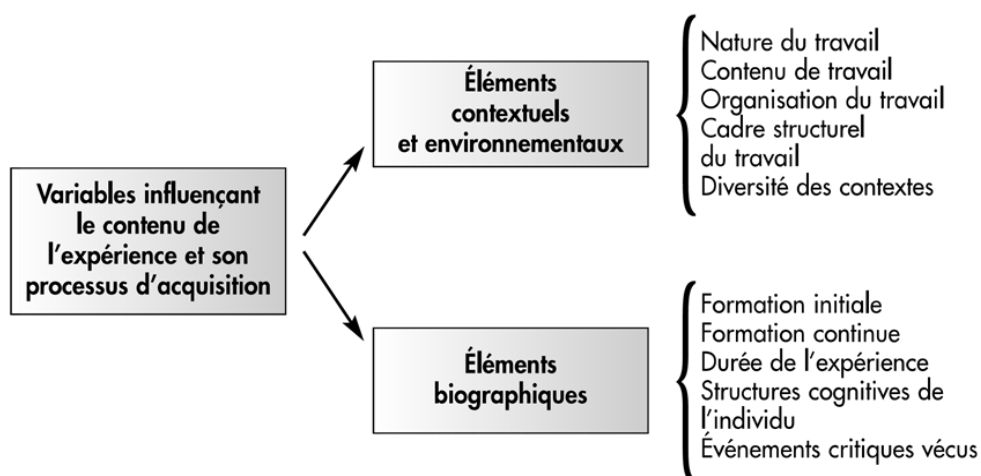 Variables influençant
le contenu de
l'expérience et son
processus d'acquisition
Éléments
contextuels
et environnementaux
Nature du travail
Contenu de travail
Organisation du travail
Cadre structurel
du travail
Diversité des contextes
Éléments
biographiques
Formation initiale
Formation continue
Durée de l'expérience
Structures cognitives de
l'individu
Événements critiques vécus